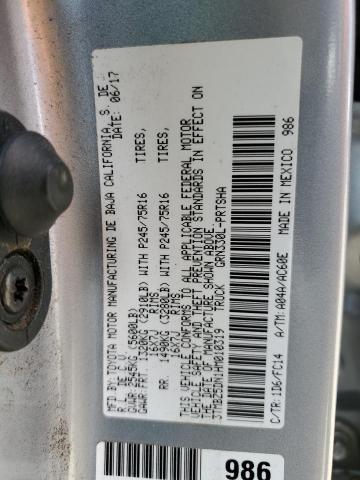 MFD BY:TOYOTA MOTOR MANUFACTURING DE BAJA CALIFORNIA, S. DE
R.L. DE C.V. DATE: 06/17
GVWR: 2545KG (5600LB)
GAWR: FRT. 1320KG (2910LB) WITH P245/75R16 TIRES,
16X7J RIMS
RR. 1490KG (3280LB) WITH P245/75R16 TIRES,
16X7J RIMS
THIS VEHICLE CONFORMS TO ALL APPLICABLE FEDERAL MOTOR
VEHICLE SAFETY AND THEFT PREVENTION STANDARDS IN EFFECT ON
THE DATE OF MANUFACTURE SHOWN ABOVE.
3TMBZ5DN1HM010319 TRUCK GRN330L-PRTSHA
C/TR:1D6/FC14 A/TM:A04A/AC60E MADE IN MEXICO 986
986